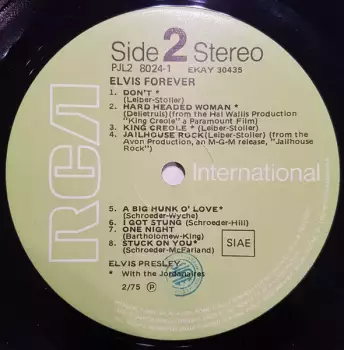 Side 2 Stereo
PJL2 8024-1 EKAY 30435
ELVIS FOREVER
1. DON'T *
(Leiber-Stoller)
2. HARD HEADED WOMAN *
(Delietruls)(from the Hal Wallis Production
"King Creole" a Paramount Film)
3. KING CREOLE *(Leiber-Stoller)
4. JAILHOUSE ROCK(Leiber-Stoller) (from the
Avon Production, an M-G-M release, "Jailhouse
Rock")
RCA
International
5. A BIG HUNK O' LOVE*
(Schroeder-Wyche)
6. I GOT STUNG (Schroeder-Hill)
7. ONE NIGHT
(Bartholomew-King)
8. STUCK ON YOU*
(Schroeder-McFarland)
SIAE
ELVIS PRESLEY
* With the Jordanaires
2/75 Ⓟ